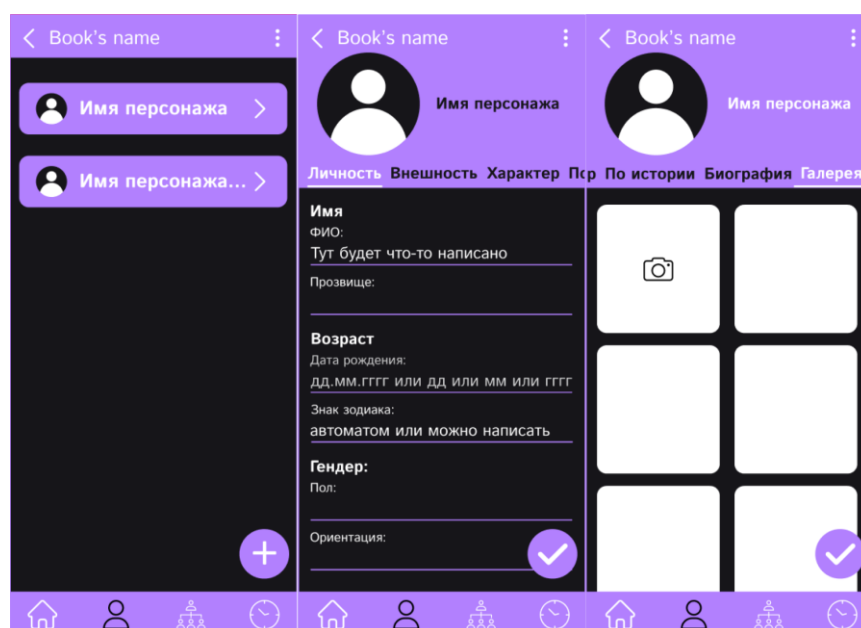 Book's name
Имя персонажа
Имя персонажа...
Book's name
Имя персонажа
Личность Внешность Характер По
Имя
ФИО:
Тут будет что-то написано
Прозвище:
Возраст
Дата рождения:
дд.мм.гггг или дд или мм или гггг
Знак зодиака:
автоматом или можно написать
Гендер:
Пол:
Ориентация:
Book's name
Имя персонажа
р По истории Биография Галерея